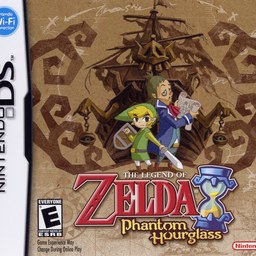 Nintendo
Wi-Fi
CONNECTION
NINTENDO DS
THE LEGEND OF
ZELDA
Phantom
Hourglass
EVERYONE
E
ESRB
Game Experience May
Change During Online Play
Nintendo